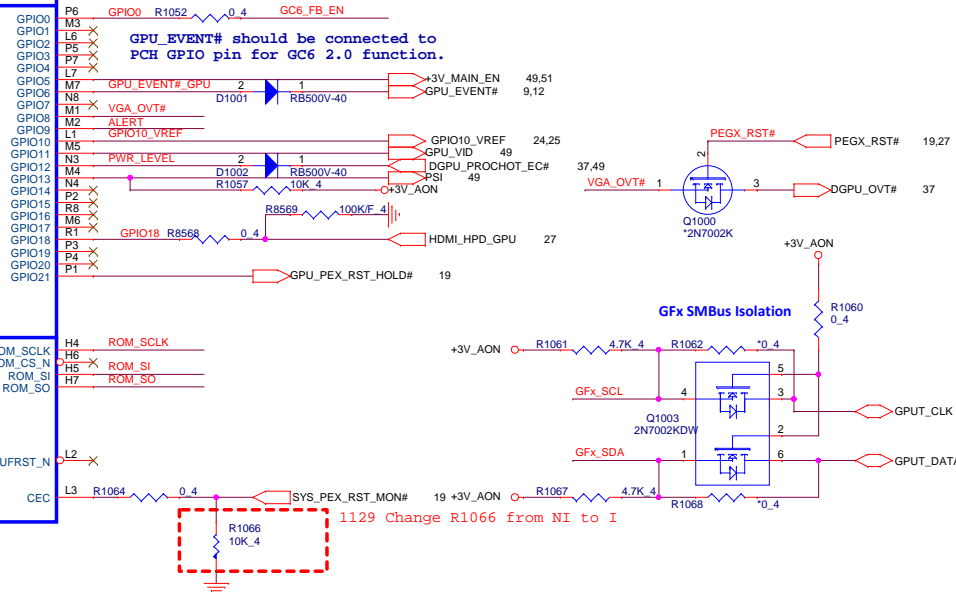 GPIO0 P6 GPIO0 R1052 0_4 GC6_FB_EN
GPIO1 M3
GPIO2 L6
GPIO3 P5
GPIO4 P7
GPU_EVENT# should be connected to
PCH GPIO pin for GC6 2.0 function.
GPIO5 L7 +3V_MAIN_EN 49,51
GPIO6 M7 GPU_EVENT#_GPU 2 1 GPU_EVENT# 9,12
D1001 RB500V-40
GPIO7 N8
GPIO8 M1 VGA_OVT#
GPIO9 M2 ALERT
GPIO10 L1 GPIO10_VREF GPIO10_VREF 24,25
GPIO11 M5 GPU_VID 49
GPIO12 N3 PWR_LEVEL 2 1 DGPU_PROCHOT_EC# 37,49
D1002 RB500V-40
GPIO13 M4 PSI 49
R1057 10K_4 +3V_AON
GPIO14 N4
GPIO15 P2
GPIO16 R8
GPIO17 M6
R8569 100K/F_4
GPIO18 R1 GPIO18 R8568 0_4 HDMI_HPD_GPU 27
GPIO19 P3
GPIO20 P4
GPIO21 P1 GPU_PEX_RST_HOLD# 19
PEGX_RST# PEGX_RST# 19,27
2
VGA_OVT# 1 3 DGPU_OVT# 37
Q1000
*2N7002K
+3V_AON
R1060
0_4
GFx SMBus Isolation
OM_SCLK H4 ROM_SCLK
OM_CS_N H6
ROM_SI H5 ROM_SI
ROM_SO H7 ROM_SO
+3V_AON R1061 4.7K_4 R1062 *0_4
5
GFx_SCL 4 3
GPUT_CLK
Q1003
2N7002KDW
2
GFx_SDA 1 6 GPUT_DATA
UFRST_N L2
CEC L3 R1064 0_4 SYS_PEX_RST_MON# 19
+3V_AON R1067 4.7K_4 R1068 *0_4
1129 Change R1066 from NI to I
R1066
10K_4